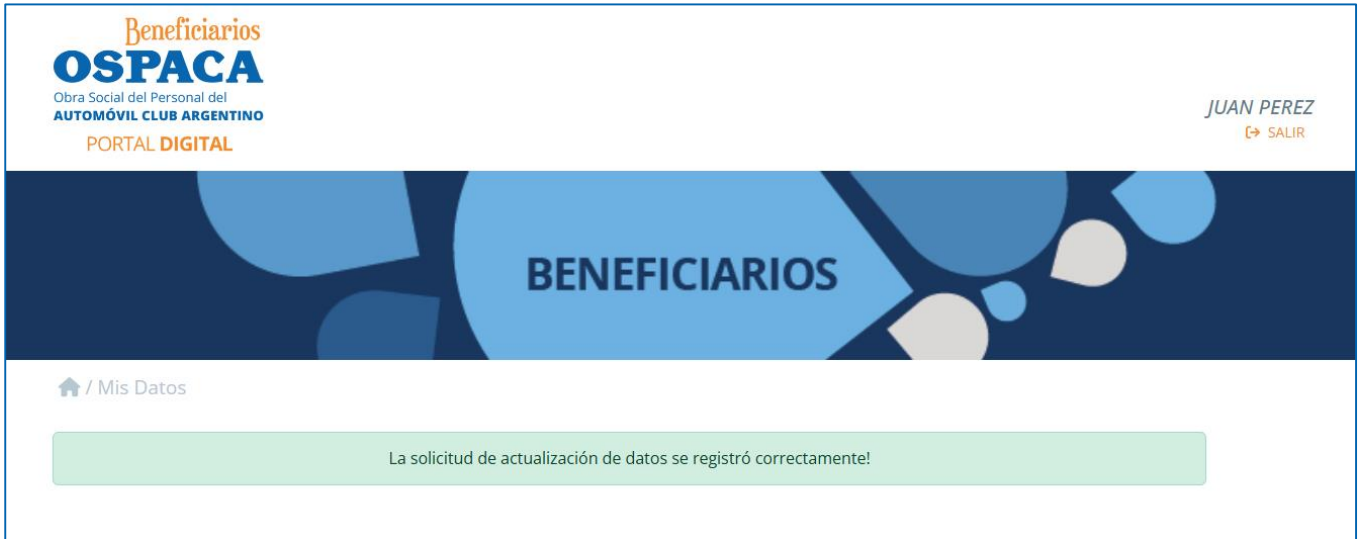 Beneficiarios
OSPACA
Obra Social del Personal del
AUTOMÓVIL CLUB ARGENTINO
PORTAL DIGITAL
JUAN PEREZ
SALIR
BENEFICIARIOS
/ Mis Datos
La solicitud de actualización de datos se registró correctamente!